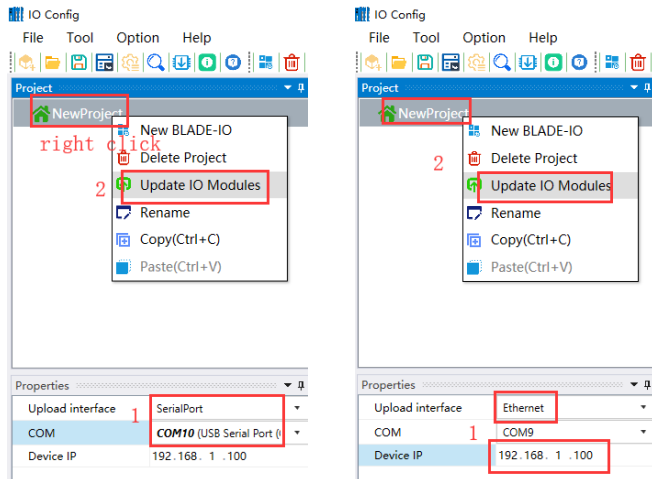 IO Config
File Tool Option Help
Project
NewProject
right click
New BLADE-IO
Delete Project
2 Update IO Modules
Rename
Copy(Ctrl+C)
Paste(Ctrl+V)
Properties
Upload interface 1 SerialPort
COM COM10 (USB Serial Port (
Device IP 192.168. 1 .100
IO Config
File Tool Option Help
Project
NewProject
New BLADE-IO
2 Delete Project
Update IO Modules
Rename
Copy(Ctrl+C)
Paste(Ctrl+V)
Properties
Upload interface Ethernet
COM 1 COM9
Device IP 192.168. 1 .100